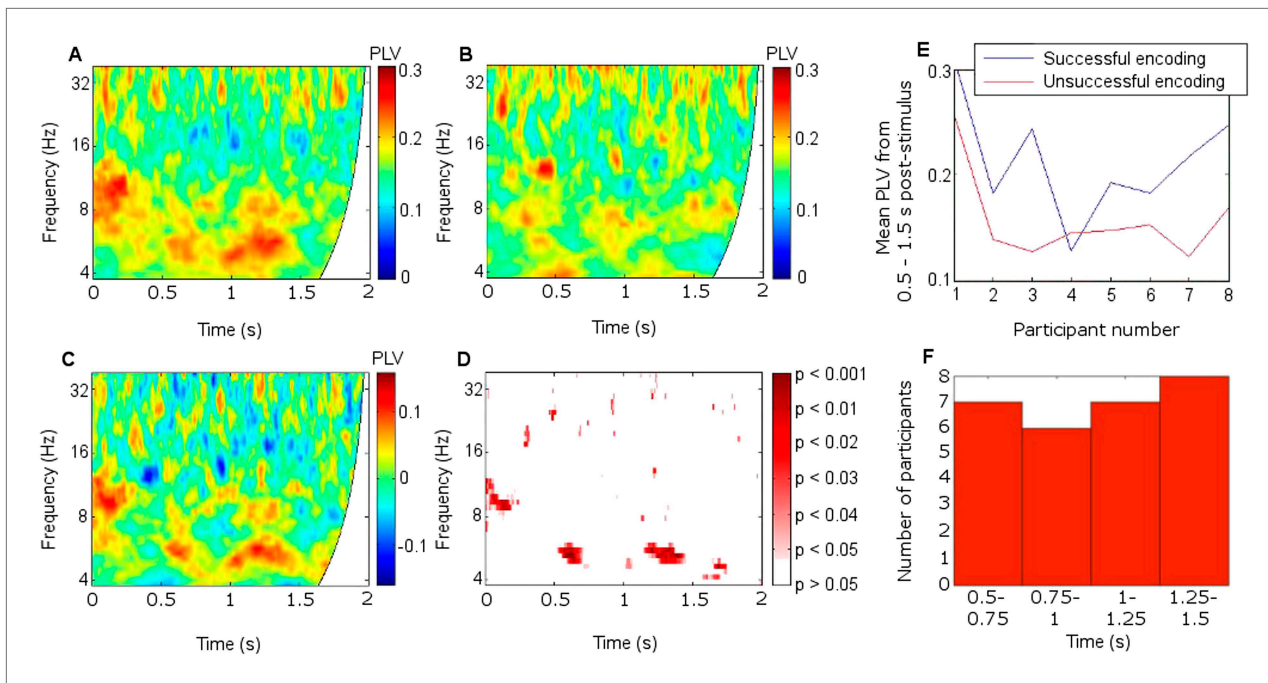 A
PLV
Frequency (Hz)
32
16
8
4
0
0.5
1
1.5
2
Time (s)
0.3
0.2
0.1
0
B
PLV
Frequency (Hz)
32
16
8
4
0
0.5
1
1.5
2
Time (s)
0.3
0.2
0.1
0
E
Successful encoding
Unsuccessful encoding
Mean PLV from
0.5 - 1.5 s post-stimulus
0.3
0.2
0.1
1
2
3
4
5
6
7
8
Participant number
C
PLV
Frequency (Hz)
32
16
8
4
0
0.5
1
1.5
2
Time (s)
0.1
0
-0.1
D
Frequency (Hz)
32
16
8
4
0
0.5
1
1.5
2
Time (s)
p < 0.001
p < 0.01
p < 0.02
p < 0.03
p < 0.04
p < 0.05
p > 0.05
F
Number of participants
8
7
6
5
4
3
2
1
0
0.5-
0.75
0.75-
1
1-
1.25
1.25-
1.5
Time (s)